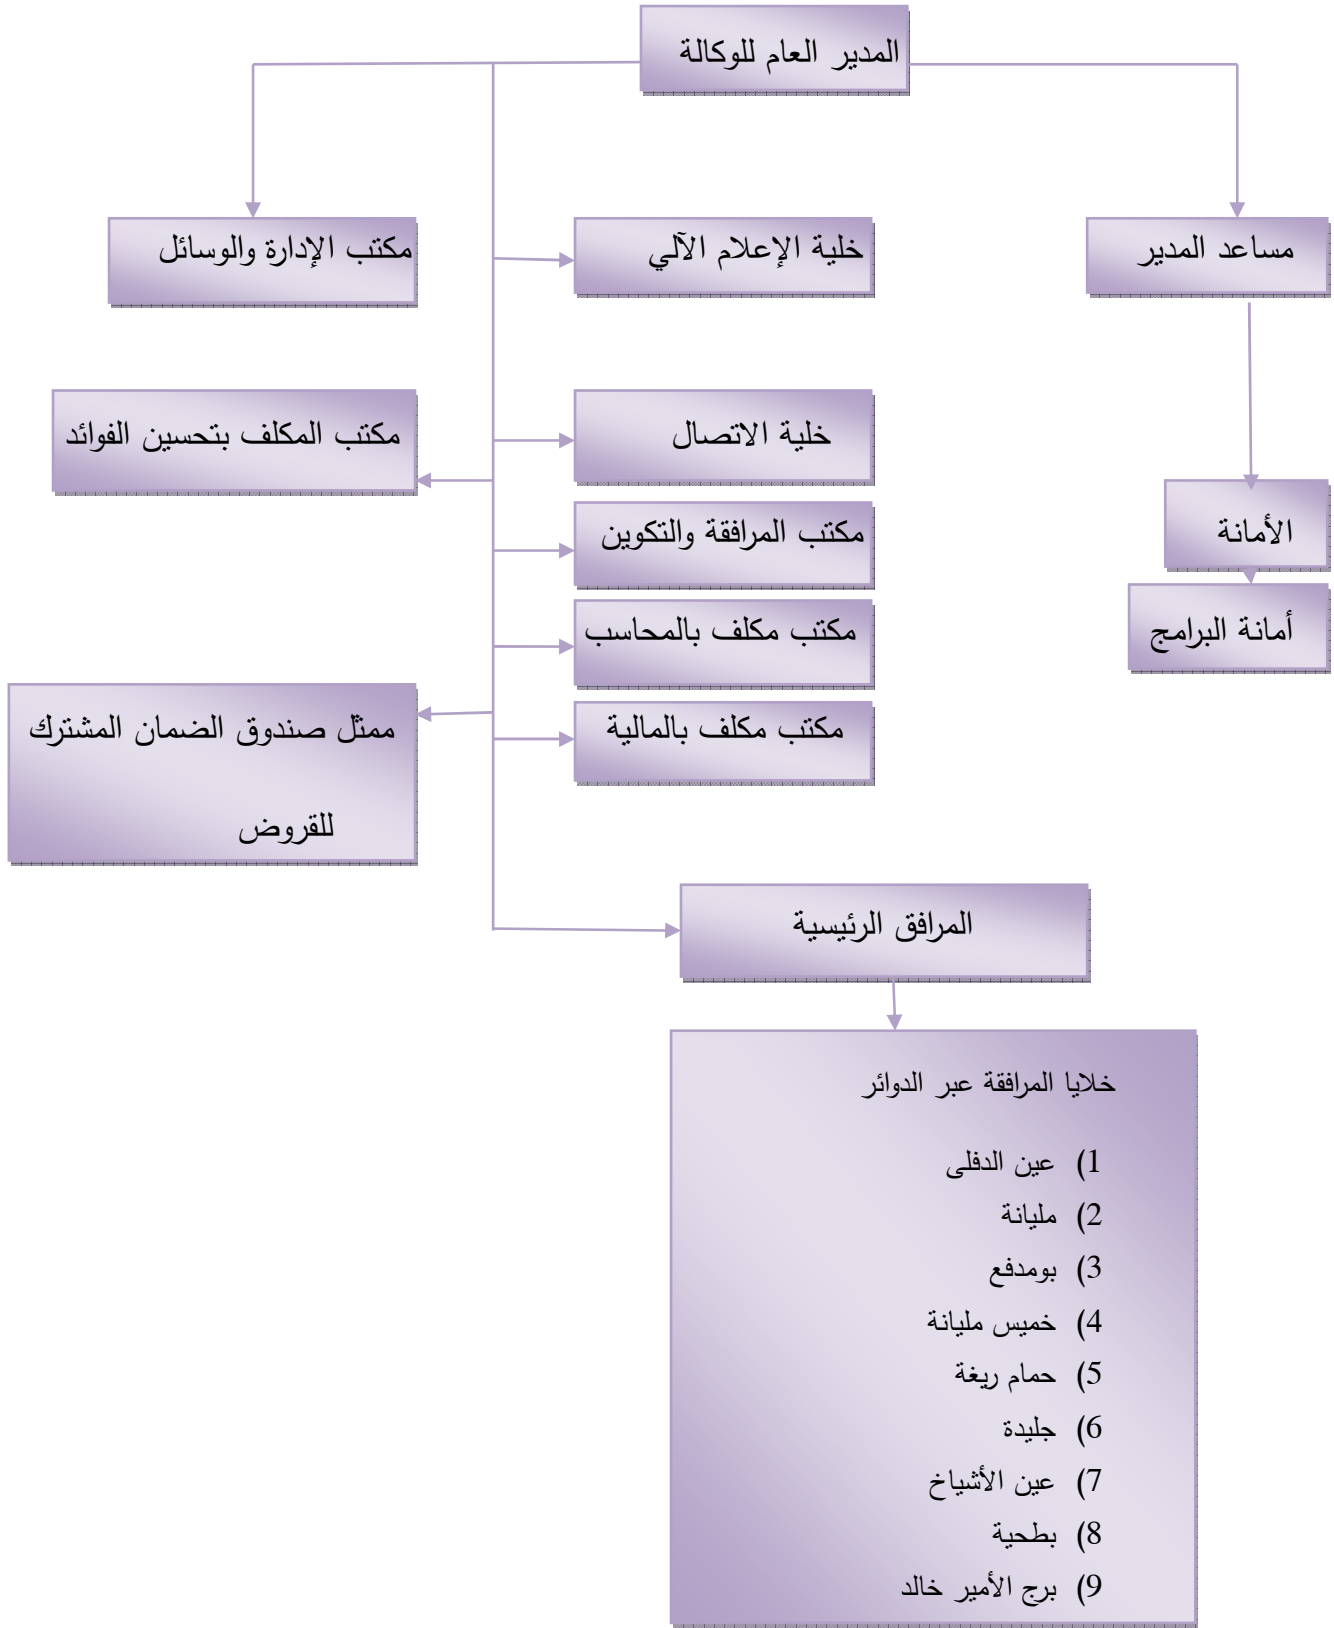 المدير العام للوكالة
مساعد المدير
خلية الإعلام الآلي
مكتب الإدارة والوسائل
خلية الاتصال
مكتب المكلف بتحسين الفوائد
الأمانة
مكتب المرافقة والتكوين
أمانة البرامج
مكتب مكلف بالمحاسب
مكتب مكلف بالمالية
ممثل صندوق الضمان المشترك
للقروض
المرافق الرئيسية
خلايا المرافقة عبر الدوائر
1) عين الدفلى
2) مليانة
3) بومدفع
4) خميس مليانة
5) حمام ريغة
6) جليدة
7) عين الأشياخ
8) بطحية
9) برج الأمير خالد